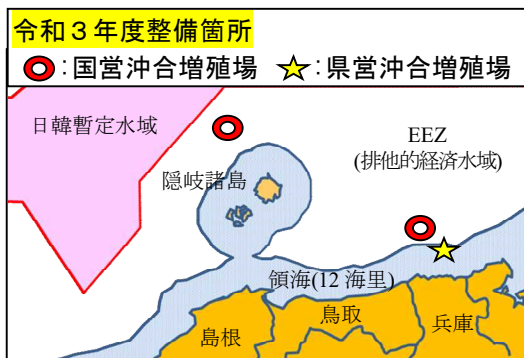 令和３年度整備箇所
:国営沖合増殖場 :県営沖合増殖場
日韓暫定水域
EEZ
(排他的経済水域)
隠岐諸島
領海(12 海里)
鳥取
兵庫
島根